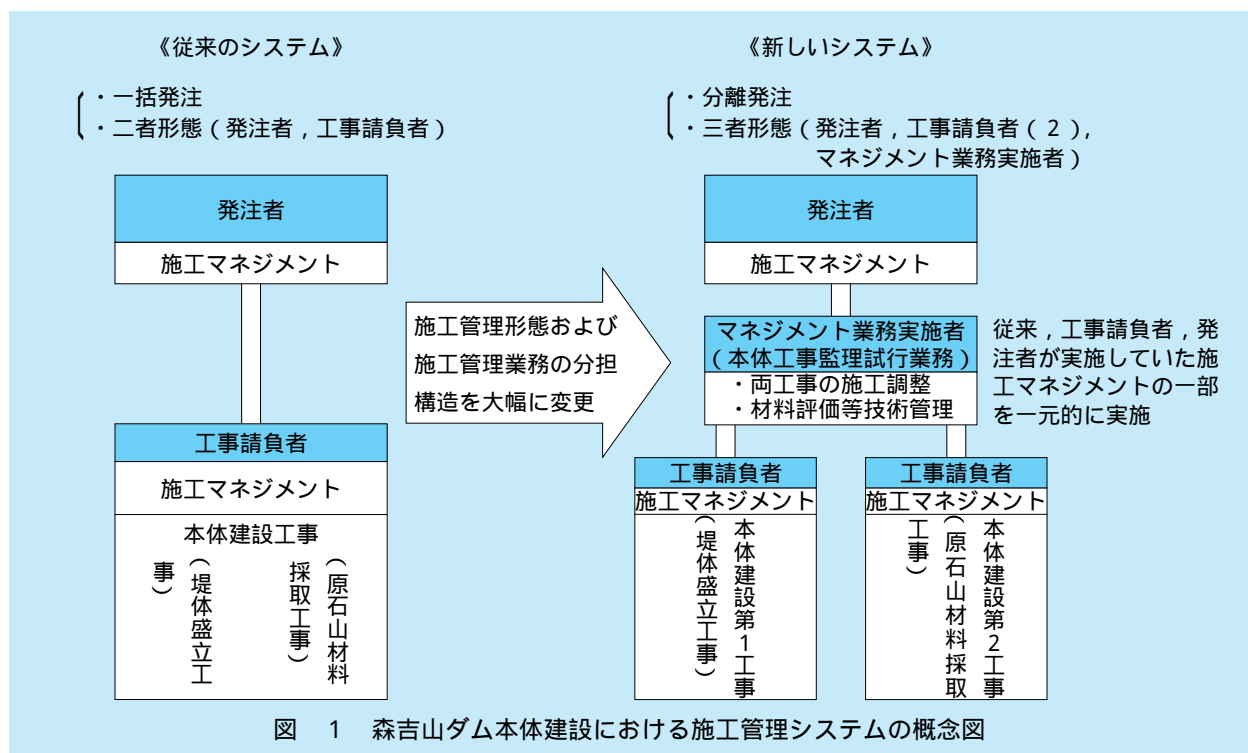 《従来のシステム》
・一括発注
・二者形態(発注者,工事請負者)
発注者
施工マネジメント
工事請負者
施工マネジメント
本体建設工事
(堤体盛立工
事)
(原石山材料
採取工事)
施工管理形態および
施工管理業務の分担
構造を大幅に変更
《新しいシステム》
・分離発注
・三者形態(発注者,工事請負者(2),
マネジメント業務実施者)
発注者
施工マネジメント
マネジメント業務実施者
(本体工事監理試行業務)
・両工事の施工調整
・材料評価等技術管理
従来,工事請負者,発
注者が実施していた施
工マネジメントの一部
を一元的に実施
工事請負者
施工マネジメント
本体建設第1工事
(堤体盛立工事)
工事請負者
施工マネジメント
本体建設第2工事
(原石山材料採取
工事)
図 1 森吉山ダム本体建設における施工管理システムの概念図